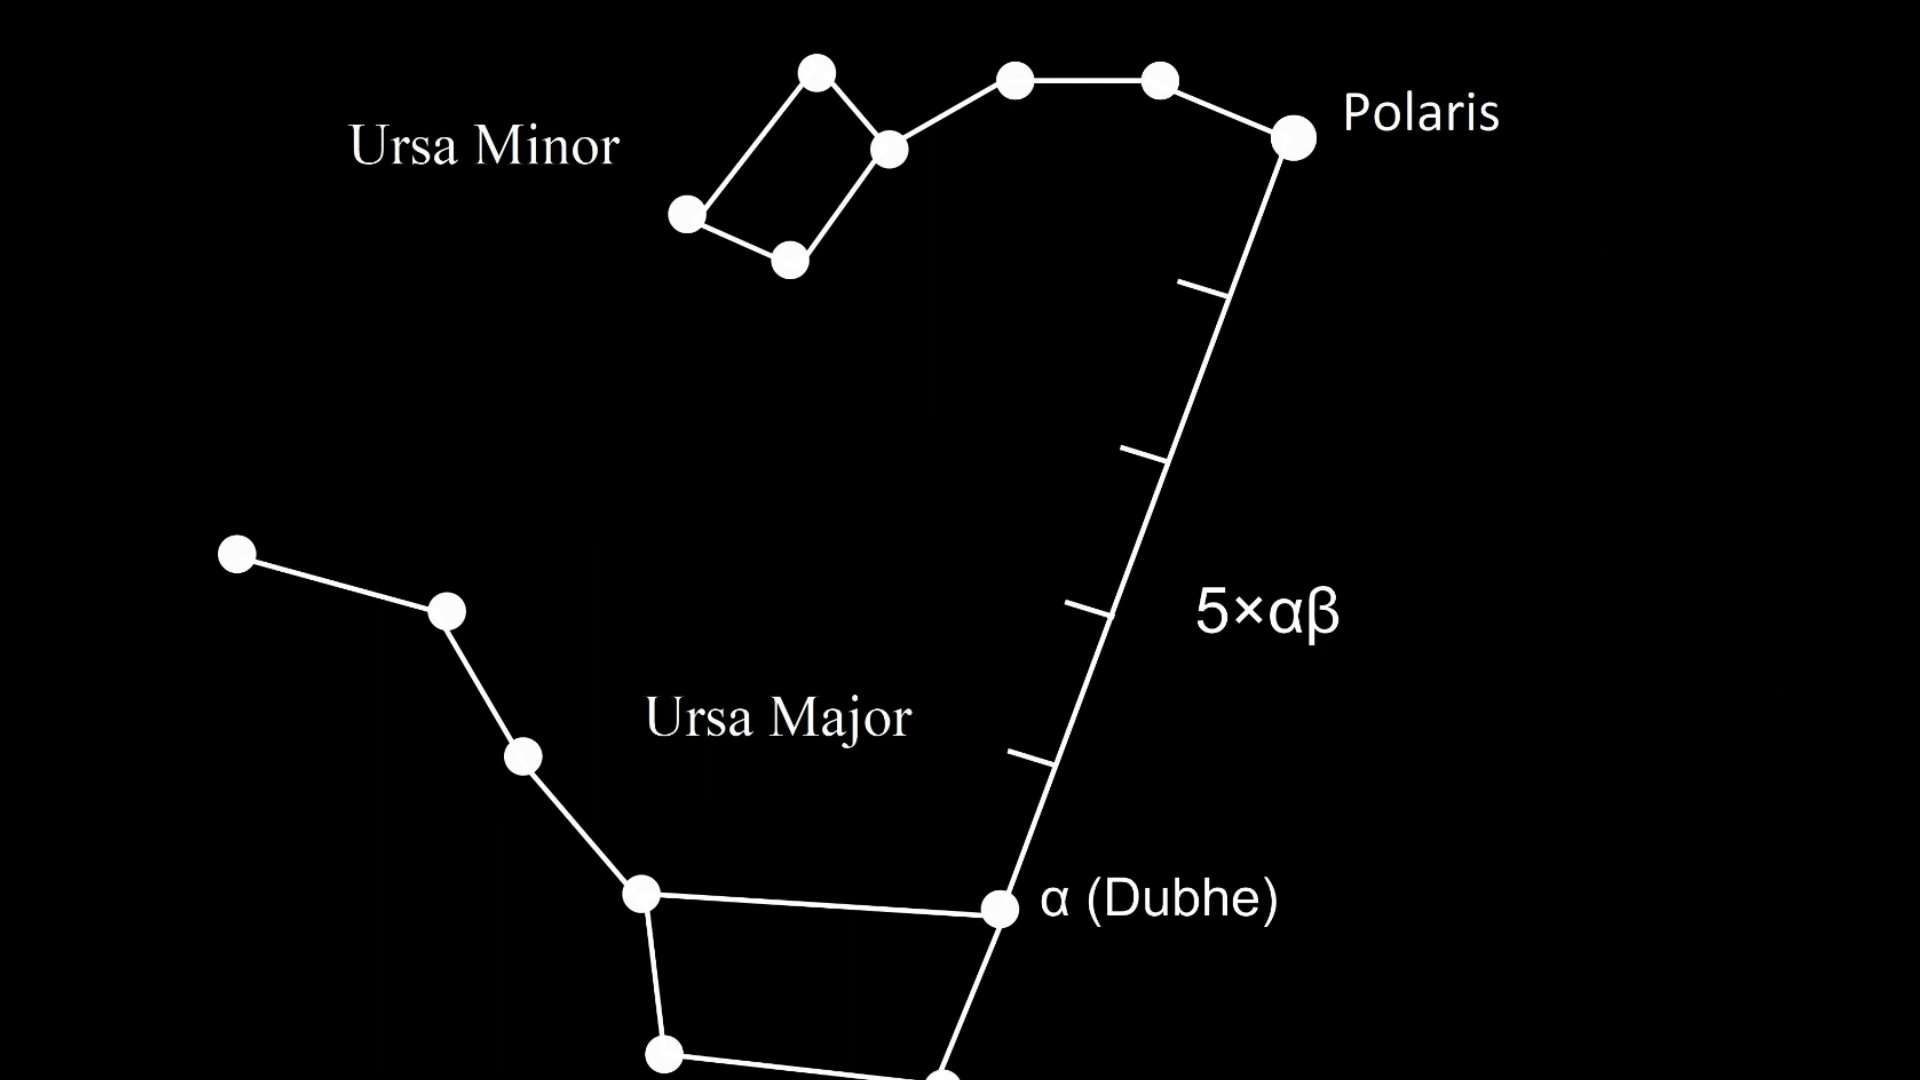 Polaris
Ursa Minor
5×αβ
Ursa Major
α (Dubhe)